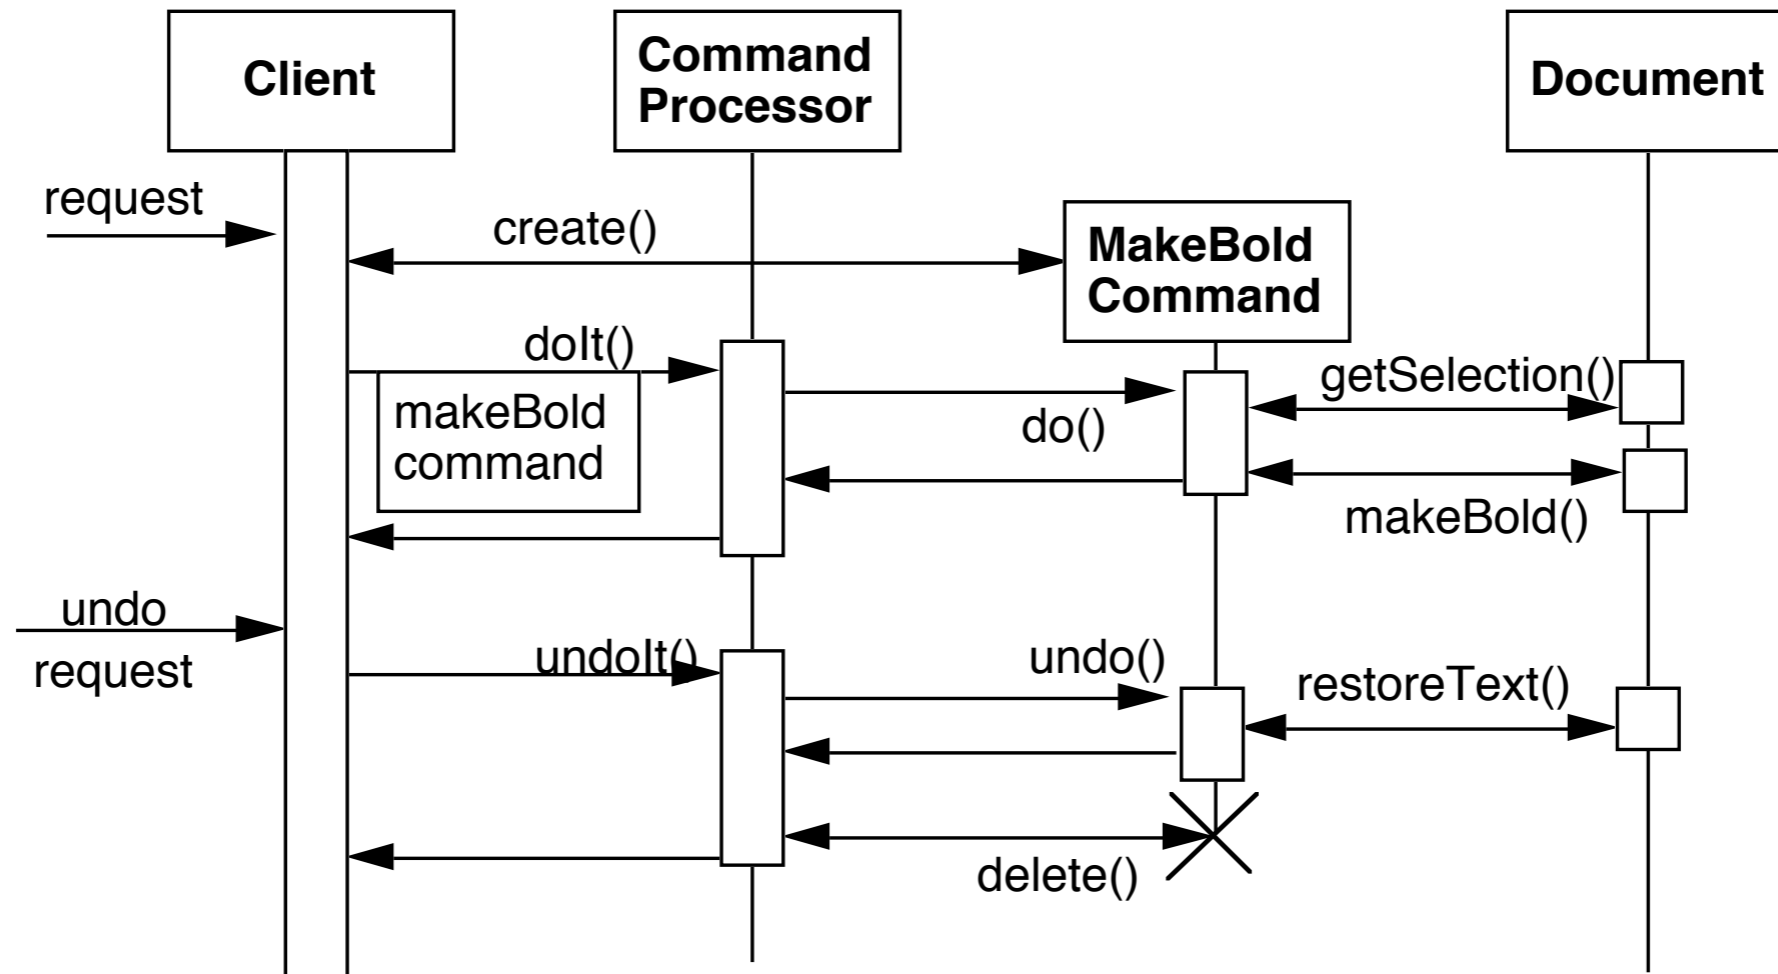 Client
Command
Processor
Document
request
create()
MakeBold
Command
doIt()
makeBold
command
do()
getSelection()
makeBold()
undo
request
undoIt()
undo()
restoreText()
delete()